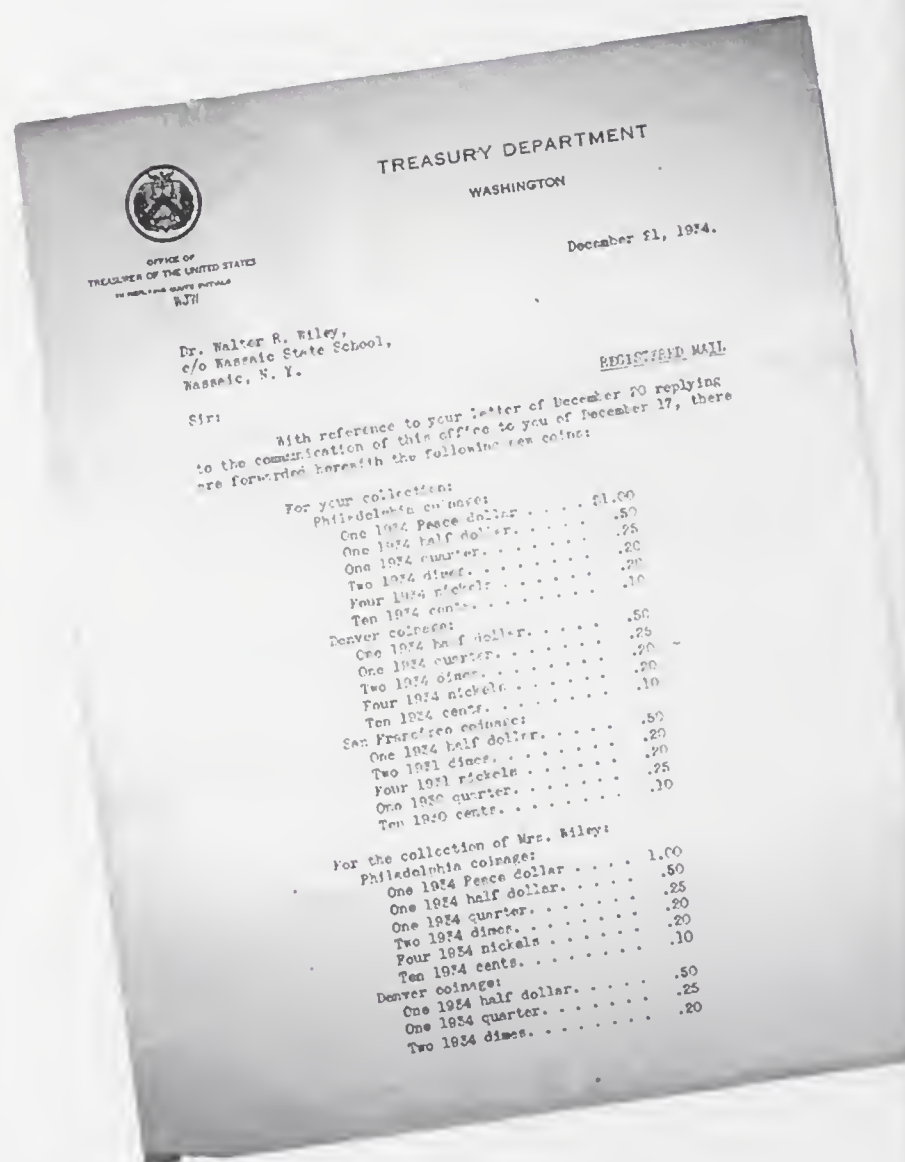 TREASURY DEPARTMENT
WASHINGTON
OFFICE OF
TREASURER OF THE UNITED STATES
IN REPLYING QUOTE INITIALS
December 21, 1934.
Dr. Walter R. Wiley,
c/o Wassaic State School,
Wassaic, N. Y.
REGISTERED MAIL
Sir:
With reference to your letter of December 20 replying
to the communication of this office to you of December 17, there
are forwarded herewith the following new coins:
For your collection:
Philadelphia coinage:
One 1934 Peace dollar . . . . $1.00
One 1934 half dollar. . . . . .50
One 1934 quarter. . . . . . . .25
Two 1934 dimes. . . . . . . . .20
Four 1934 nickels . . . . . . .20
Ten 1934 cents. . . . . . . . .10
Denver coinage:
One 1934 half dollar. . . . . .50
One 1934 quarter. . . . . . . .25
Two 1934 dimes. . . . . . . . .20
Four 1934 nickels . . . . . . .20
Ten 1934 cents. . . . . . . . .10
San Francisco coinage:
One 1934 half dollar. . . . . .50
Two 1931 dimes. . . . . . . . .20
Four 1931 nickels . . . . . . .20
One 1930 quarter. . . . . . . .25
Ten 1930 cents. . . . . . . . .10
For the collection of Mrs. Wiley:
Philadelphia coinage:
One 1934 Peace dollar . . . . 1.00
One 1934 half dollar. . . . . .50
One 1934 quarter. . . . . . . .25
Two 1934 dimes. . . . . . . . .20
Four 1934 nickels . . . . . . .20
Ten 1934 cents. . . . . . . . .10
Denver coinage:
One 1934 half dollar. . . . . .50
One 1934 quarter. . . . . . . .25
Two 1934 dimes. . . . . . . . .20